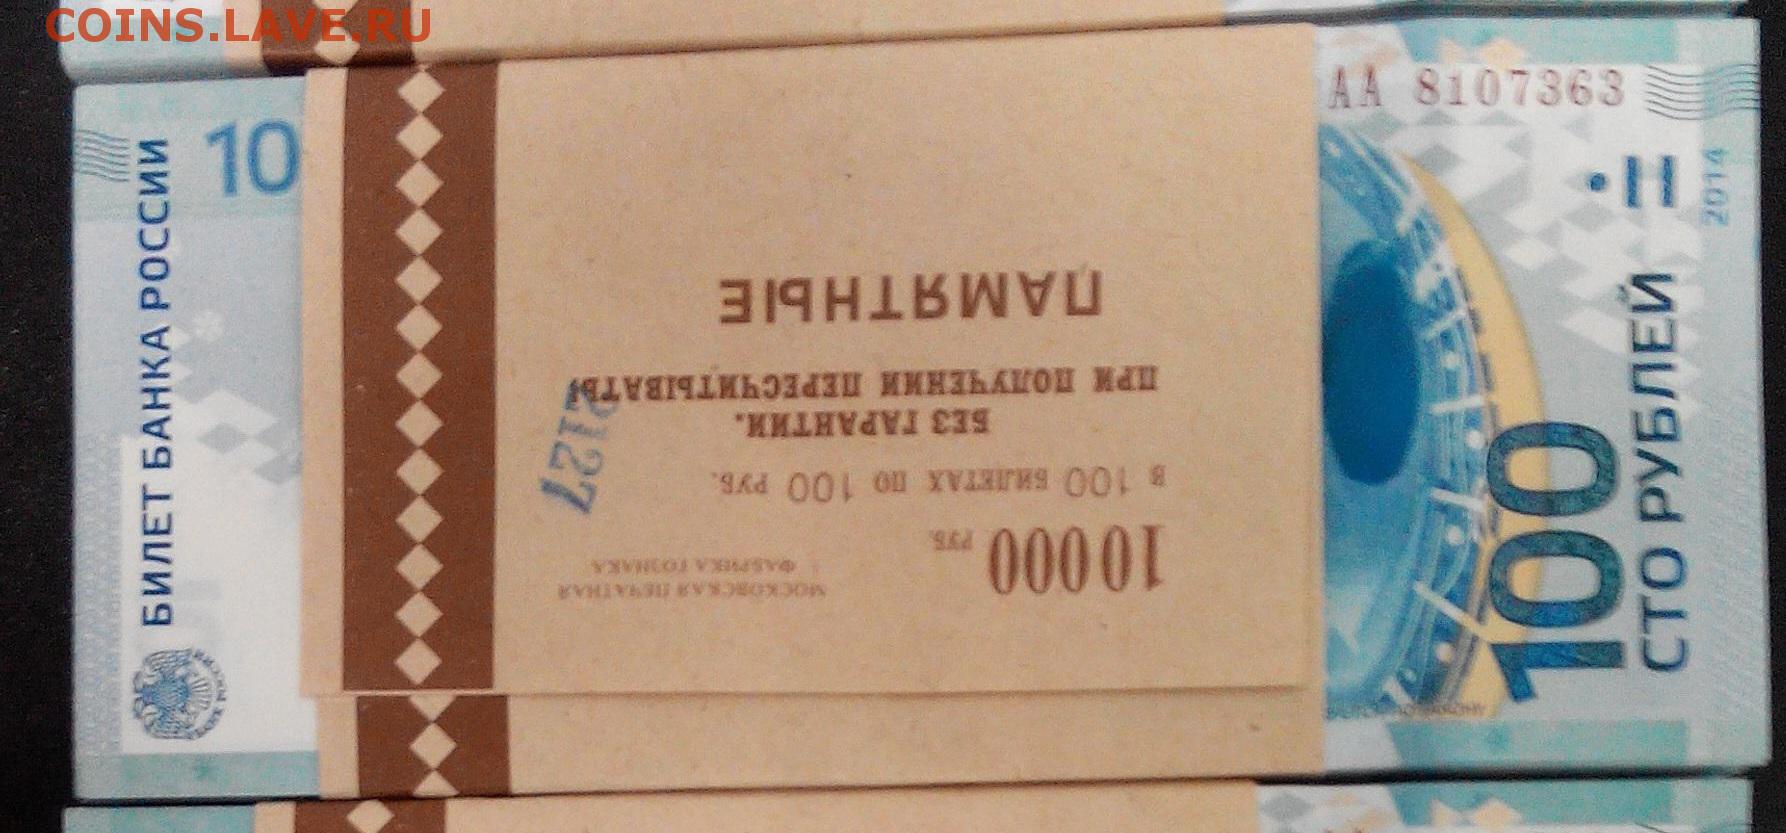 COINS.LAVE.RU
АА 8107363
БИЛЕТ БАНКА РОССИИ
10
2014
100
СТО РУБЛЕЙ
ПАМЯТНЫЕ
ПРИ ПОЛУЧЕНИИ ПЕРЕСЧИТЫВАТЬ
БЕЗ ГАРАНТИИ.
В 100 БИЛЕТАХ ПО 100 РУБ.
10000 РУБ.
МОСКОВСКАЯ ПЕЧАТНАЯ
ФАБРИКА ГОЗНАКА
2127